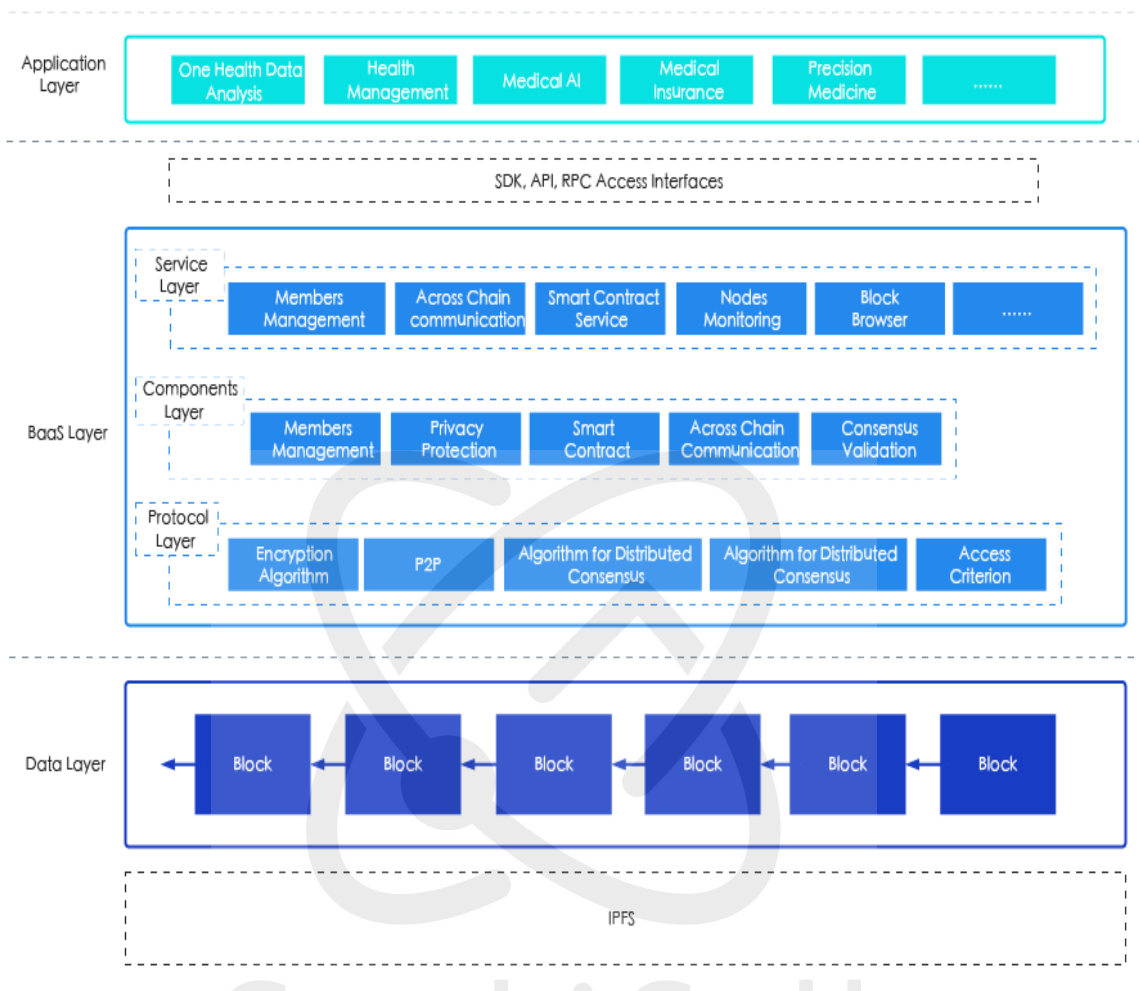 Application
Layer
One Health Data
Analysis
Health
Management
Medical AI
Medical
Insurance
Precision
Medicine
......
SDK, API, RPC Access Interfaces
BaaS Layer
Service
Layer
Members
Management
Across Chain
communication
Smart Contract
Service
Nodes
Monitoring
Block
Browser
......
Components
Layer
Members
Management
Privacy
Protection
Smart
Contract
Across Chain
Communication
Consensus
Validation
Protocol
Layer
Encryption
Algorithm
P2P
Algorithm for Distributed
Consensus
Algorithm for Distributed
Consensus
Access
Criterion
Data Layer
Block
Block
Block
Block
Block
Block
IPFS